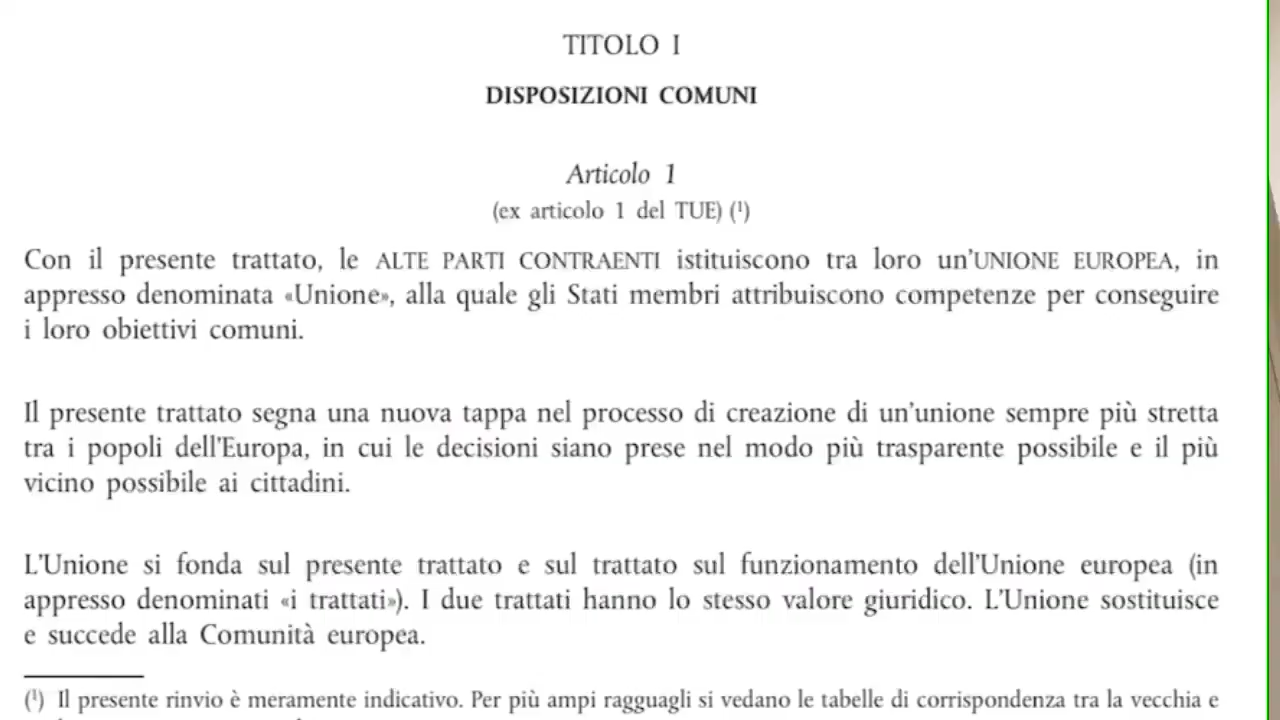 TITOLO I
DISPOSIZIONI COMUNI
Articolo 1
(ex articolo 1 del TUE) (¹)
Con il presente trattato, le ALTE PARTI CONTRAENTI istituiscono tra loro un'UNIONE EUROPEA, in
appresso denominata «Unione», alla quale gli Stati membri attribuiscono competenze per conseguire
i loro obiettivi comuni.
Il presente trattato segna una nuova tappa nel processo di creazione di un'unione sempre più stretta
tra i popoli dell'Europa, in cui le decisioni siano prese nel modo più trasparente possibile e il più
vicino possibile ai cittadini.
L'Unione si fonda sul presente trattato e sul trattato sul funzionamento dell'Unione europea (in
appresso denominati «i trattati»). I due trattati hanno lo stesso valore giuridico. L'Unione sostituisce
e succede alla Comunità europea.
(¹) Il presente rinvio è meramente indicativo. Per più ampi ragguagli si vedano le tabelle di corrispondenza tra la vecchia e